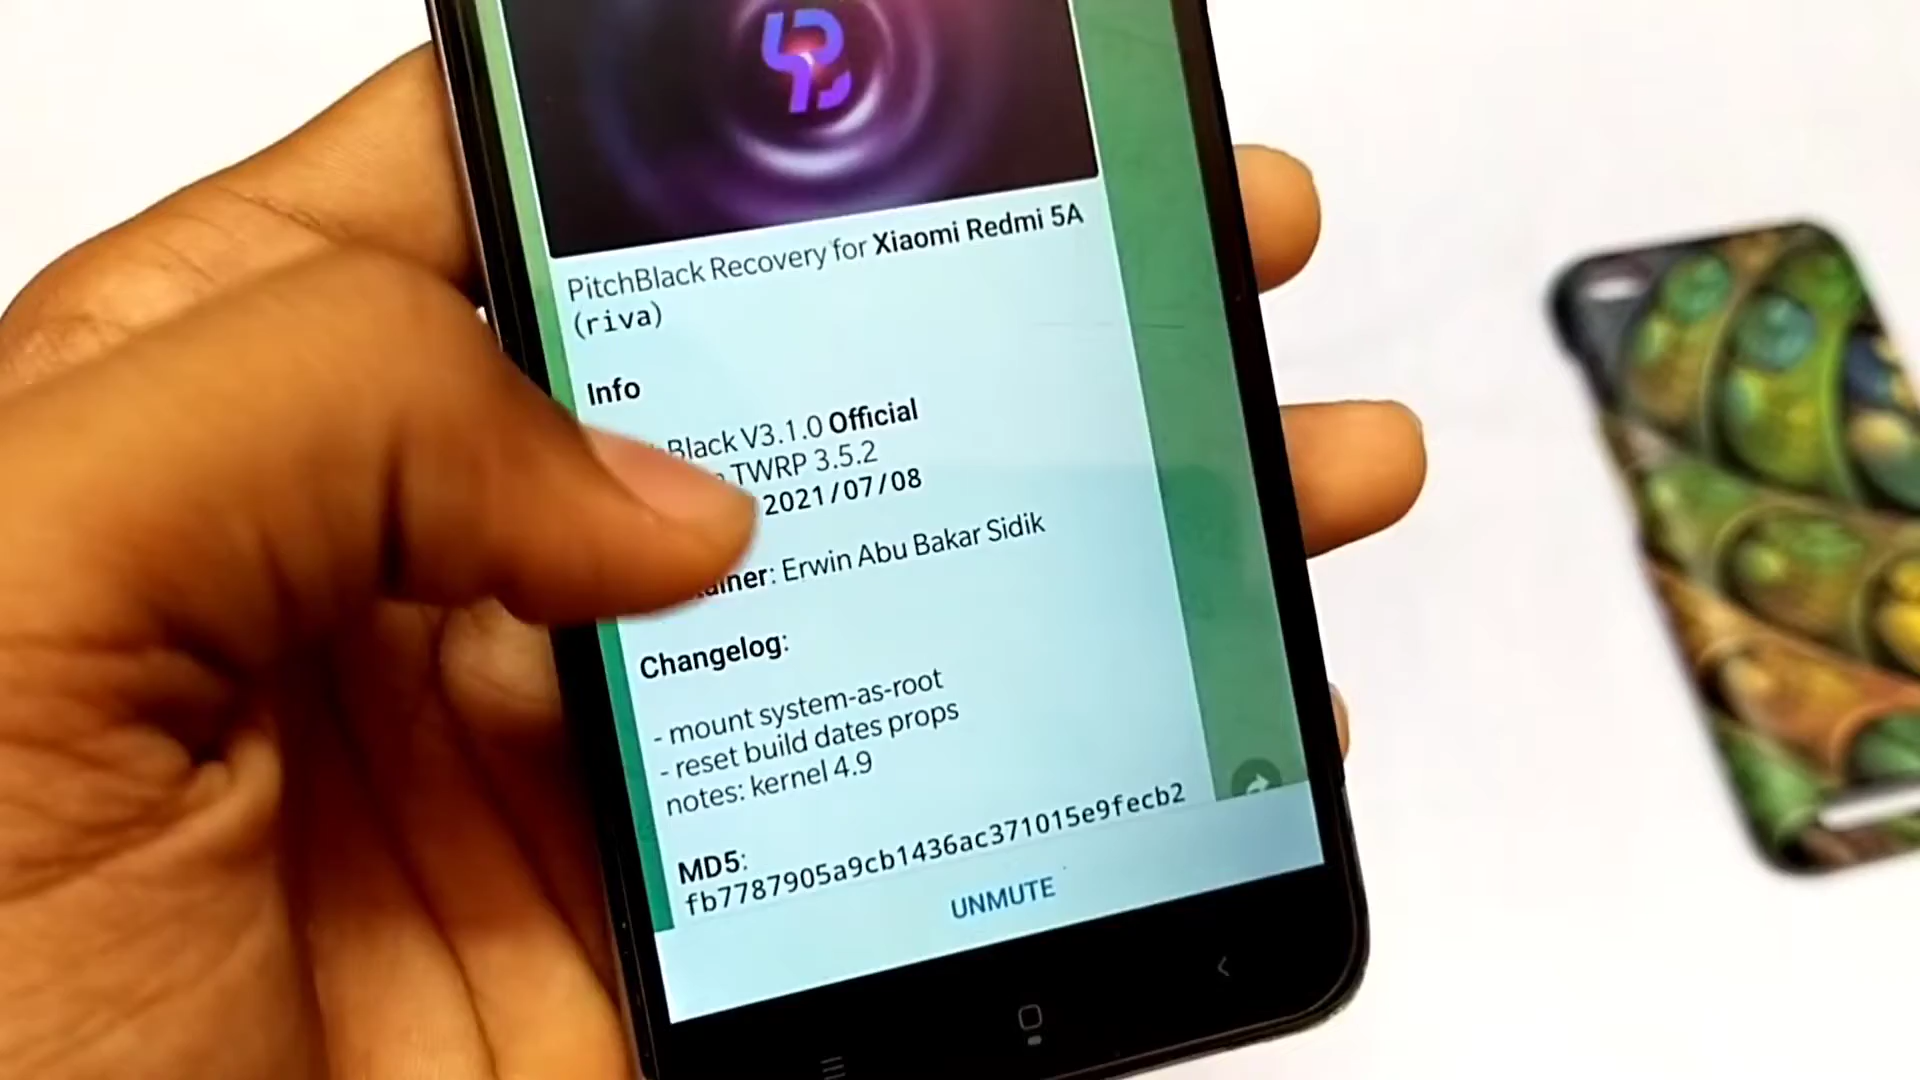 PitchBlack Recovery for Xiaomi Redmi 5A
(riva)
Info
Black V3.1.0 Official
TWRP 3.5.2
2021/07/08
: Erwin Abu Bakar Sidik
Changelog:
- mount system-as-root
- reset build dates props
notes: kernel 4.9
MD5:
fb7787905a9cb1436ac371015e9fecb2
UNMUTE